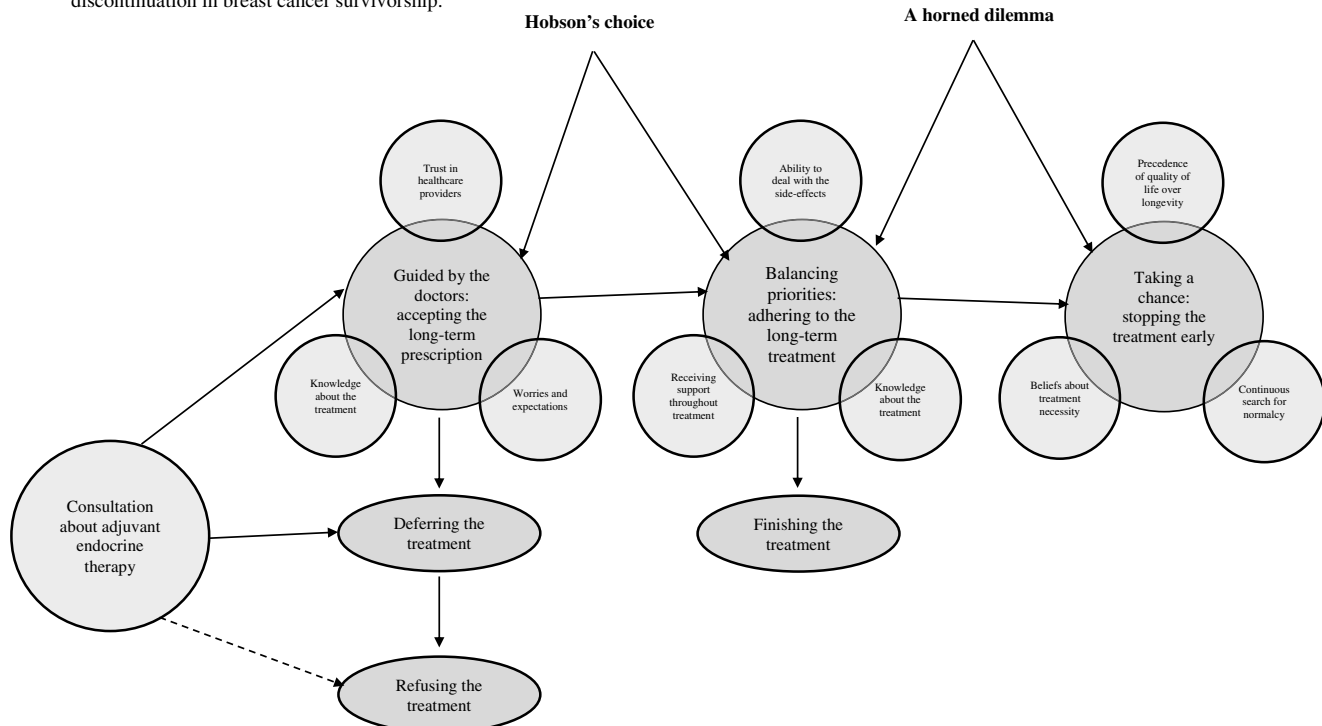 discontinuation in breast cancer survivorship.
Hobson's choice
A horned dilemma
Trust in
healthcare
providers
Ability to
deal with the
side-effects
Precedence
of quality of
life over
longevity
Guided by the
doctors:
accepting the
long-term
prescription
Balancing
priorities:
adhering to the
long-term
treatment
Taking a
chance:
stopping the
treatment early
Knowledge
about the
treatment
Worries and
expectations
Receiving
support
throughout
treatment
Knowledge
about the
treatment
Beliefs about
treatment
necessity
Continuous
search for
normalcy
Consultation
about adjuvant
endocrine
therapy
Deferring the
treatment
Finishing the
treatment
Refusing the
treatment